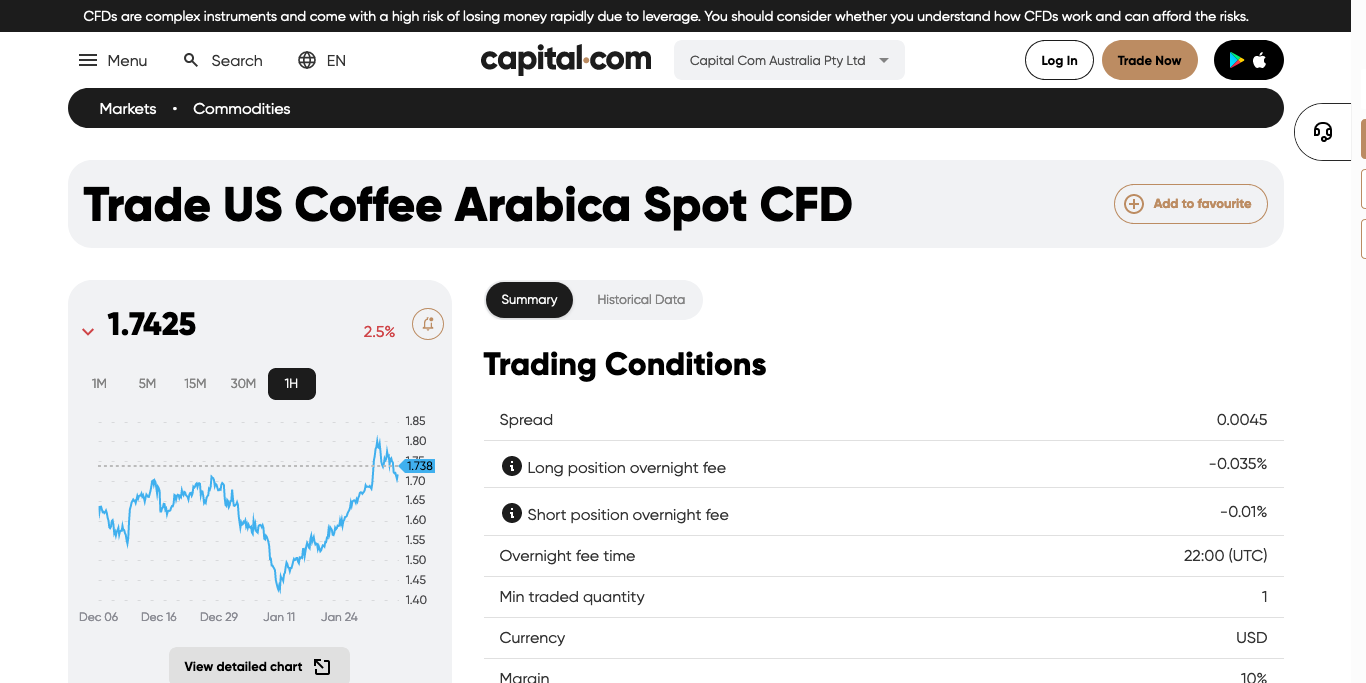 CFDs are complex instruments and come with a high risk of losing money rapidly due to leverage. You should consider whether you understand how CFDs work and can afford the risks.
Menu
Search
EN
capital.com
Capital Com Australia Pty Ltd
Log In
Trade Now
Markets • Commodities
Trade US Coffee Arabica Spot CFD
Add to favourite
1.7425
2.5%
1M 5M 15M 30M 1H
1.85
1.80
1.75
1.738
1.70
1.65
1.60
1.55
1.50
1.45
1.40
Dec 06 Dec 16 Dec 29 Jan 11 Jan 24
View detailed chart
Summary
Historical Data
Trading Conditions
Spread 0.0045
Long position overnight fee -0.035%
Short position overnight fee -0.01%
Overnight fee time 22:00 (UTC)
Min traded quantity 1
Currency USD
Margin 10%